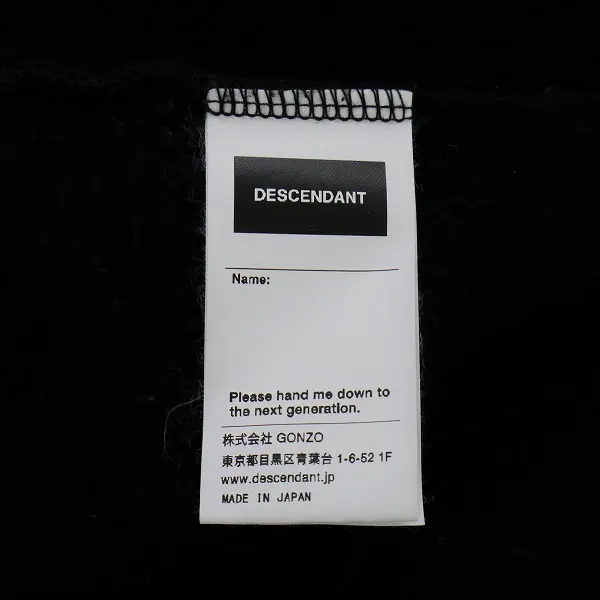 DESCENDANT
Name:
Please hand me down to
the next generation.
株式会社 GONZO
東京都目黒区青葉台 1-6-52 1F
www.descendant.jp
MADE IN JAPAN